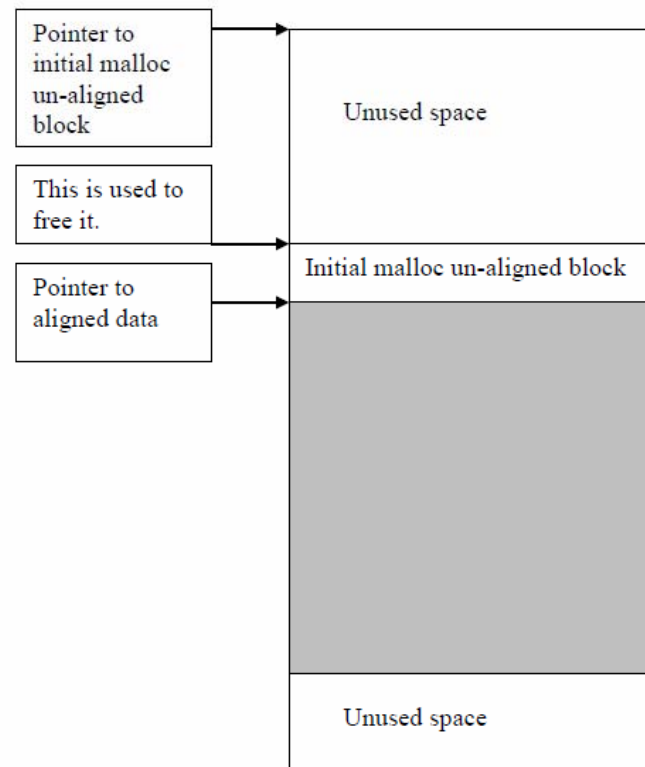 Pointer to
initial malloc
un-aligned
block
Unused space
This is used to
free it.
Initial malloc un-aligned block
Pointer to
aligned data
Unused space